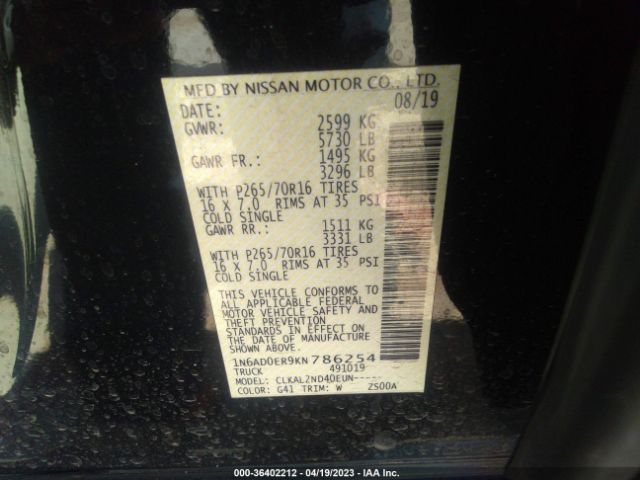 MFD BY NISSAN MOTOR CO., LTD.
DATE: 08/19
GVWR: 2599 KG
5730 LB
GAWR FR.: 1495 KG
3296 LB
WITH P265/70R16 TIRES
16 X 7.0 RIMS AT 35 PSI
COLD SINGLE
GAWR RR.: 1511 KG
3331 LB
WITH P265/70R16 TIRES
16 X 7.0 RIMS AT 35 PSI
COLD SINGLE
THIS VEHICLE CONFORMS TO
ALL APPLICABLE FEDERAL
MOTOR VEHICLE SAFETY AND
THEFT PREVENTION
STANDARDS IN EFFECT ON
THE DATE OF MANUFACTURE
SHOWN ABOVE.
1N6AD0ER9KN786254
TRUCK 491019
MODEL: CLKALZND40EUN-----
COLOR: G41 TRIM: W ZS00A
000-36402212 - 04/19/2023 - IAA Inc.